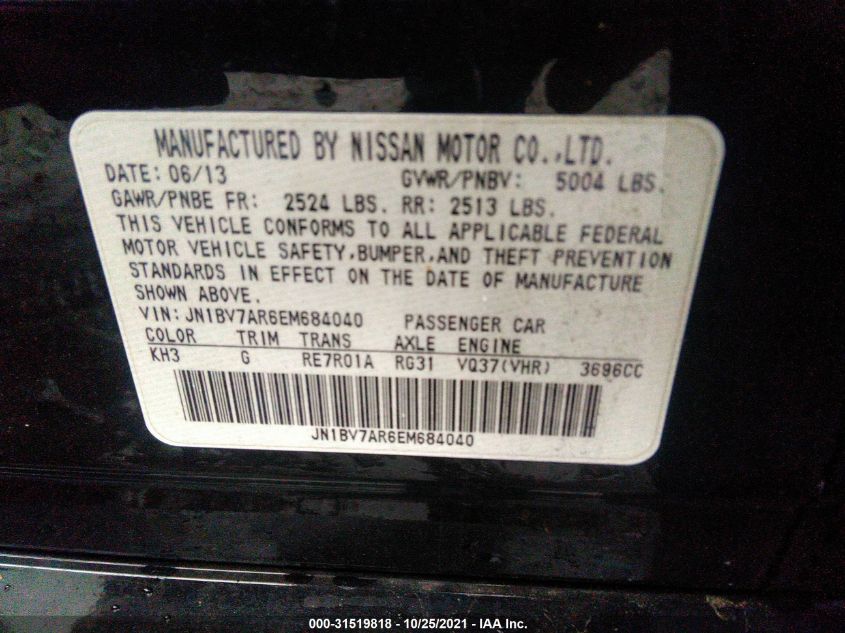 MANUFACTURED BY NISSAN MOTOR CO.,LTD.
DATE: 06/13 GVWR/PNBV: 5004 LBS.
GAWR/PNBE FR: 2524 LBS. RR: 2513 LBS.
THIS VEHICLE CONFORMS TO ALL APPLICABLE FEDERAL
MOTOR VEHICLE SAFETY,BUMPER,AND THEFT PREVENTION
STANDARDS IN EFFECT ON THE DATE OF MANUFACTURE
SHOWN ABOVE.
VIN: JN1BV7AR6EM684040 PASSENGER CAR
COLOR TRIM TRANS AXLE ENGINE
KH3 G RE7R01A RG31 VQ37(VHR) 3696CC
JN1BV7AR6EM684040
000-31519818 - 10/25/2021 - IAA Inc.